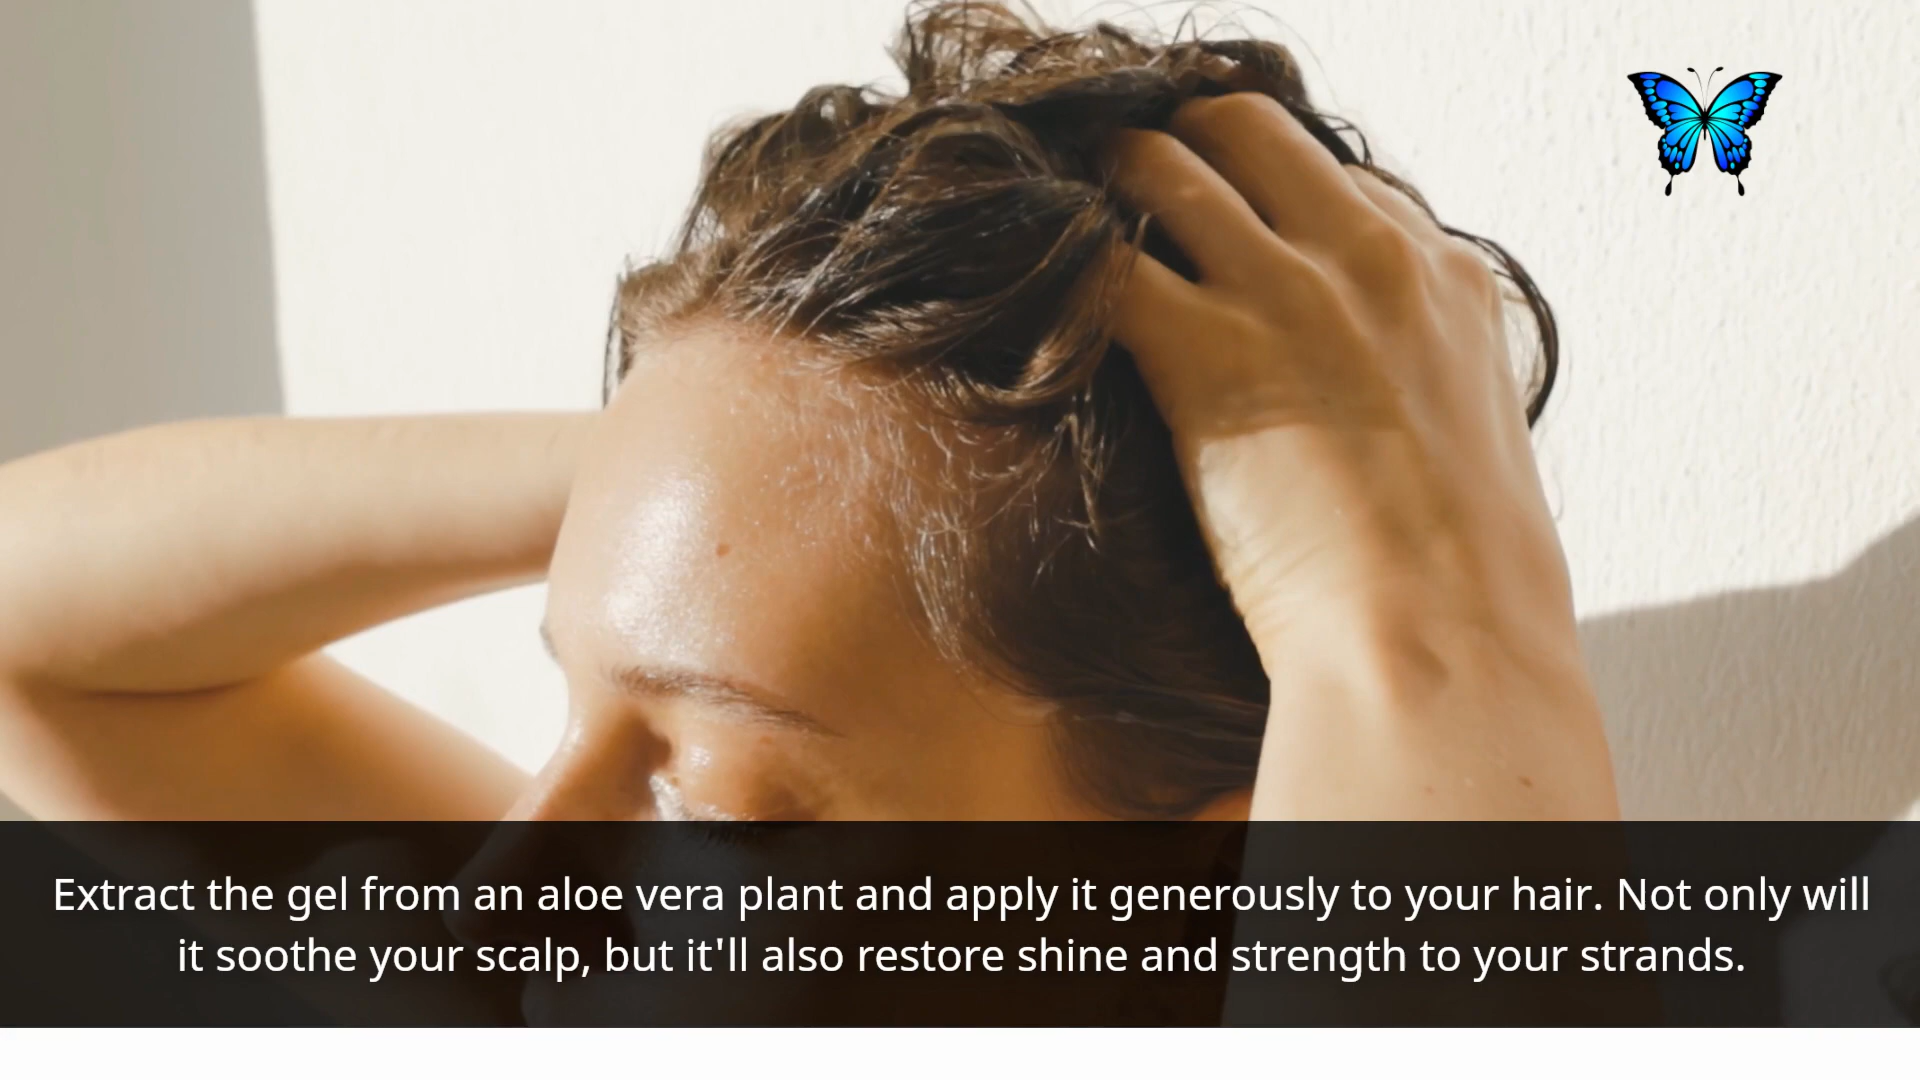 Extract the gel from an aloe vera plant and apply it generously to your hair. Not only will
it soothe your scalp, but it'll also restore shine and strength to your strands.